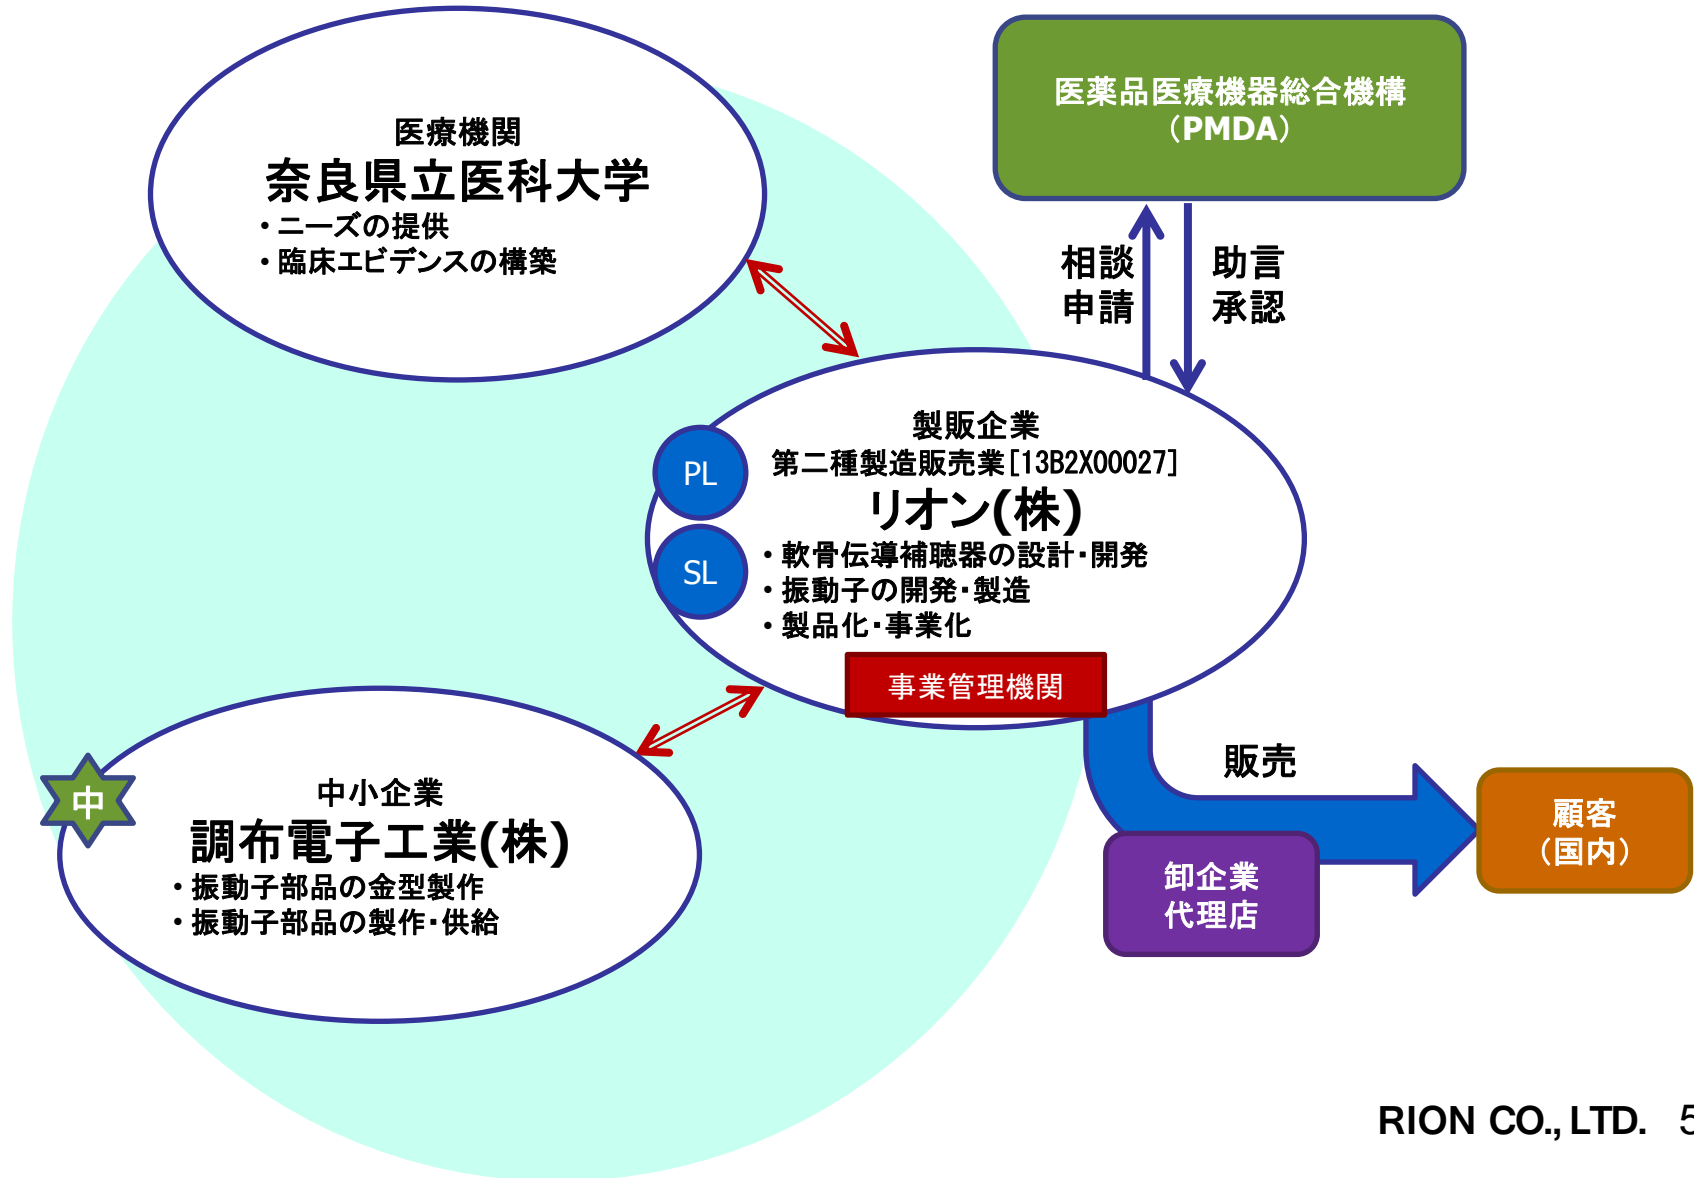 医療機関
奈良県立医科大学
・ニーズの提供
・臨床エビデンスの構築
医薬品医療機器総合機構
（PMDA）
相談
申請
助言
承認
製販企業
第二種製造販売業[13B2X00027]
リオン(株)
・軟骨伝導補聴器の設計・開発
・振動子の開発・製造
・製品化・事業化
PL
SL
事業管理機関
中
中小企業
調布電子工業(株)
・振動子部品の金型製作
・振動子部品の製作・供給
販売
卸企業
代理店
顧客
（国内）
RION CO., LTD. 5